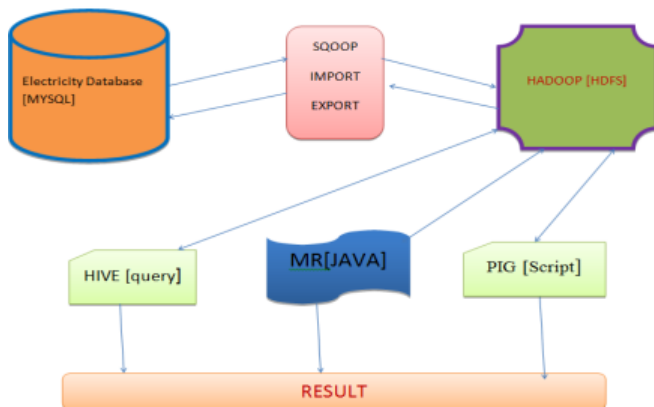 Electricity Database
[MYSQL]
SQOOP
IMPORT
EXPORT
HADOOP [HDFS]
HIVE [query]
MR[JAVA]
PIG [Script]
RESULT